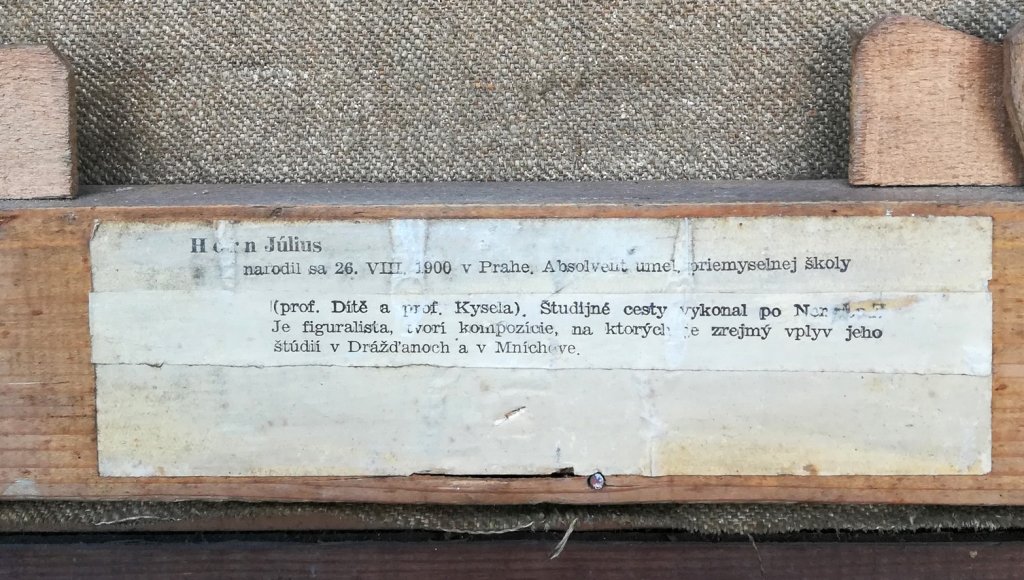 Horn Július
narodil sa 26. VIII. 1900 v Prahe. Absolvent umel. priemyselnej školy
(prof. Dítě a prof. Kysela). Študijné cesty vykonal po
Je figuralista, tvorí kompozície, na ktorých je zrejmý vplyv jeho
štúdií v Drážďanoch a v Mníchove.